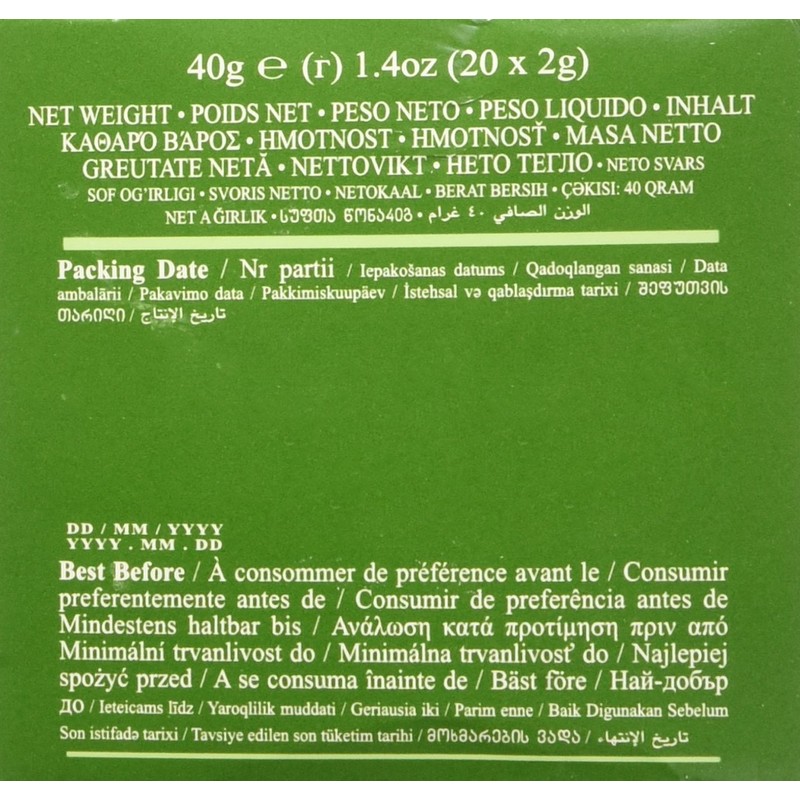 40g ℮ (г) 1.4oz (20 x 2g)
NET WEIGHT • POIDS NET • PESO NETO • PESO LIQUIDO • INHALT
ΚΑΘΑΡΌ ΒΆΡΟΣ • HMOTNOST • HMOTNOSŤ • MASA NETTO
GREUTATE NETĂ • NETTOVIKT • НЕТО ТЕГЛО • NETO SVARS
SOF OG'IRLIGI • SVORIS NETTO • NETOKAAL • BERAT BERSIH • ÇƏKISI: 40 QRAM
NET AĞIRLIK • სუფთა წონა40გ • الوزن الصافي ٤٠ غرام
Packing Date / Nr partii / Iepakošanas datums / Qadoqlangan sanasi / Data
ambalării / Pakavimo data / Pakkimiskuupäev / İstehsal və qablaşdırma tarixi / შეფუთვის
თარიღი / تاريخ الإنتاج
DD / MM / YYYY
YYYY . MM . DD
Best Before / À consommer de préférence avant le / Consumir
preferentemente antes de / Consumir de preferência antes de
Mindestens haltbar bis / Ανάλωση κατά προτίμηση πριν από
Minimální trvanlivost do / Minimálna trvanlivosť do / Najlepiej
spożyć przed / A se consuma înainte de / Bäst före / Най-добър
ДО / Ieteicams līdz / Yaroqlilik muddati / Geriausia iki / Parim enne / Baik Digunakan Sebelum
Son istifadə tarixi / Tavsiye edilen son tüketim tarihi / მოხმარების ვადა / تاريخ الإنتهاء